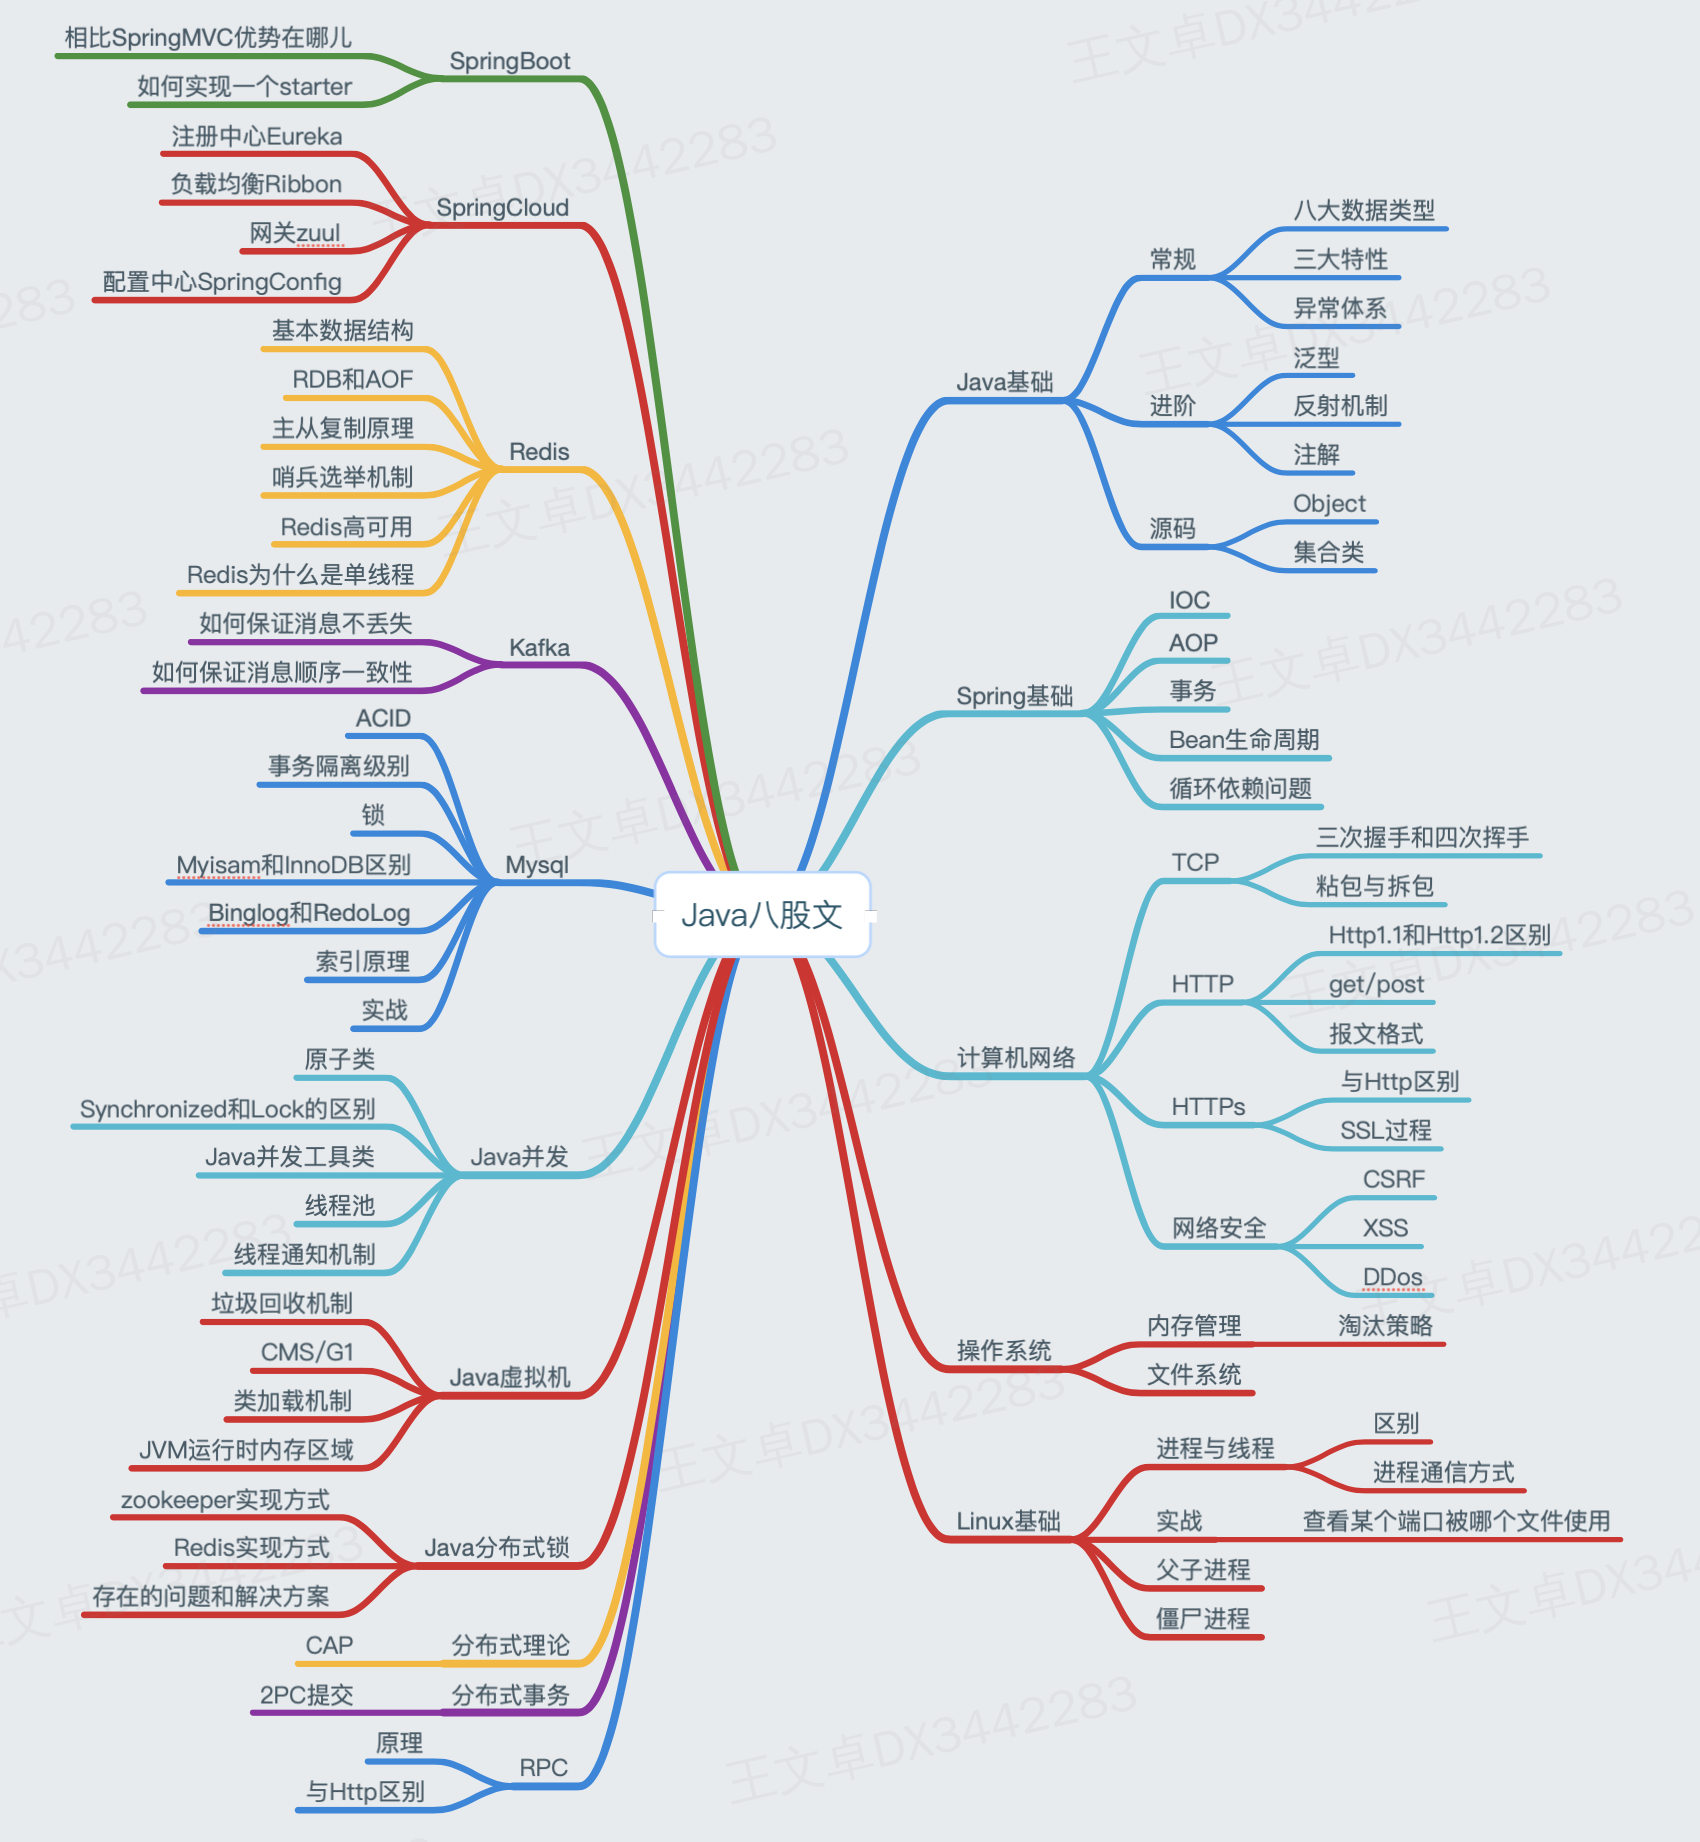 Java八股文
SpringBoot
相比SpringMVC优势在哪儿
如何实现一个starter
SpringCloud
注册中心Eureka
负载均衡Ribbon
网关zuul
配置中心SpringConfig
Redis
基本数据结构
RDB和AOF
主从复制原理
哨兵选举机制
Redis高可用
Redis为什么是单线程
Kafka
如何保证消息不丢失
如何保证消息顺序一致性
Mysql
ACID
事务隔离级别
锁
Myisam和InnoDB区别
Binglog和RedoLog
索引原理
实战
Java并发
原子类
Synchronized和Lock的区别
Java并发工具类
线程池
线程通知机制
Java虚拟机
垃圾回收机制
CMS/G1
类加载机制
JVM运行时内存区域
Java分布式锁
zookeeper实现方式
Redis实现方式
存在的问题和解决方案
分布式理论
CAP
分布式事务
2PC提交
RPC
原理
与Http区别
Java基础
常规
八大数据类型
三大特性
异常体系
进阶
泛型
反射机制
注解
源码
Object
集合类
Spring基础
IOC
AOP
事务
Bean生命周期
循环依赖问题
计算机网络
TCP
三次握手和四次挥手
粘包与拆包
HTTP
Http1.1和Http1.2区别
get/post
报文格式
HTTPs
与Http区别
SSL过程
网络安全
CSRF
XSS
DDos
操作系统
内存管理
淘汰策略
文件系统
Linux基础
进程与线程
区别
进程通信方式
实战
查看某个端口被哪个文件使用
父子进程
僵尸进程
王文卓DX3442283